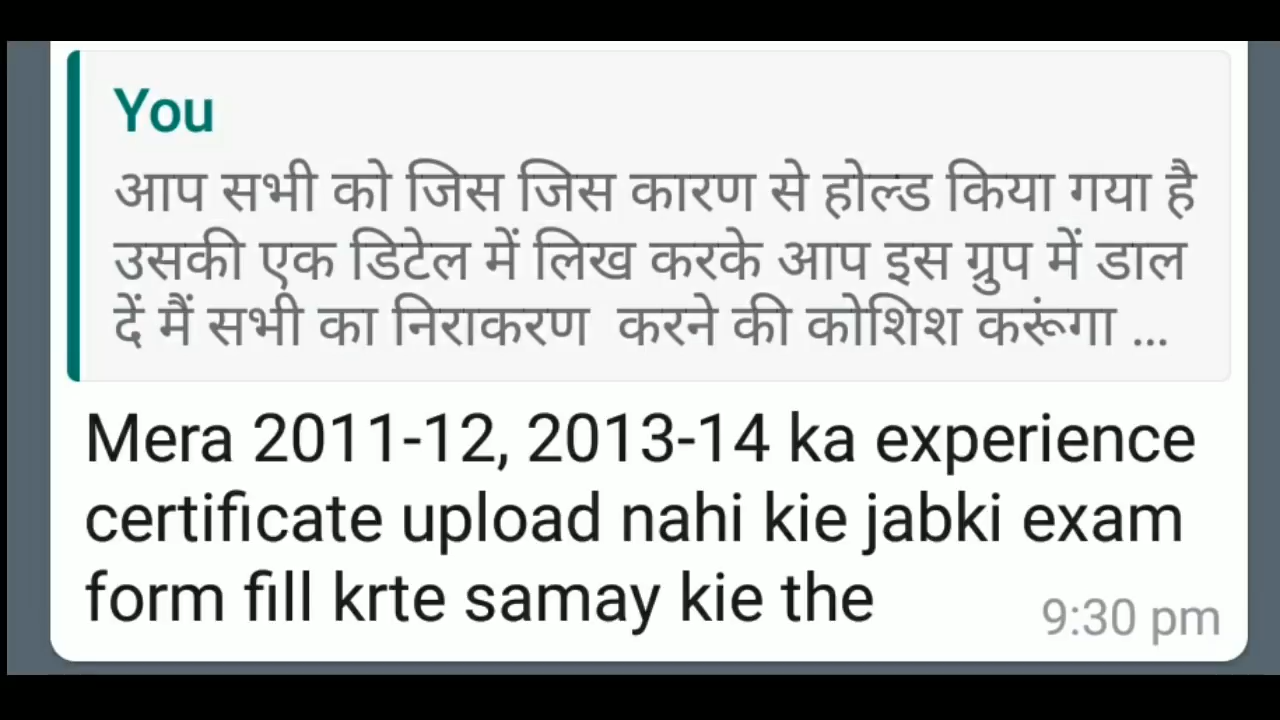 You
आप सभी को जिस जिस कारण से होल्ड किया गया है
उसकी एक डिटेल में लिख करके आप इस ग्रुप में डाल
दें मैं सभी का निराकरण  करने की कोशिश करूंगा ...
Mera 2011-12, 2013-14 ka experience
certificate upload nahi kie jabki exam
form fill krte samay kie the
9:30 pm